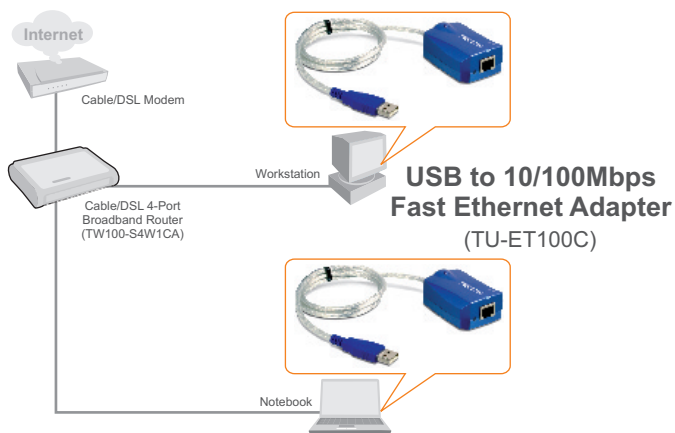 Internet
Cable/DSL Modem
Workstation
Cable/DSL 4-Port
Broadband Router
(TW100-S4W1CA)
USB to 10/100Mbps
Fast Ethernet Adapter
(TU-ET100C)
Notebook